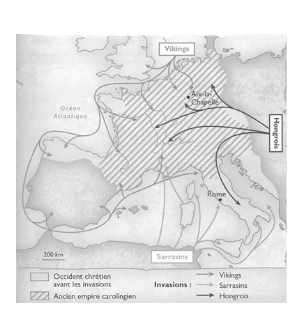 Vikings
Océan
Atlantique
Aix-la-
Chapelle
Hongrois
Rome
200 km
Sarrasins
Occident chrétien
avant les invasions
Ancien empire carolingien
Invasions :
Vikings
Sarrasins
Hongrois